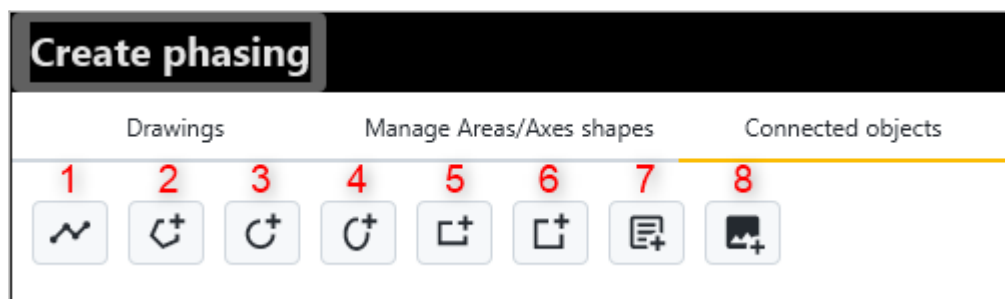 Create phasing
Drawings Manage Areas/Axes shapes Connected objects
1 2 3 4 5 6 7 8